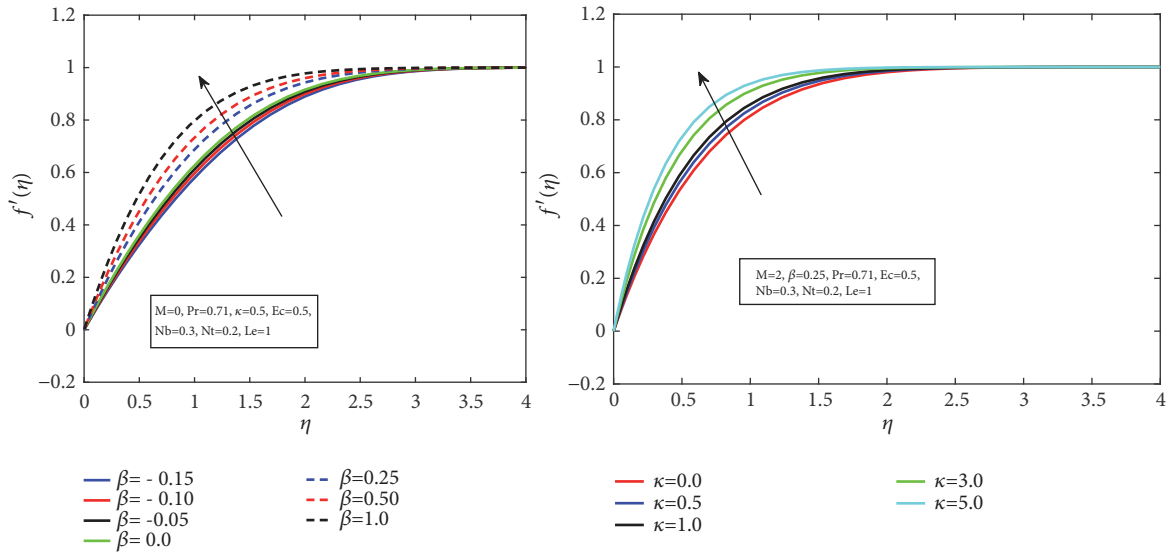 1.2
1
0.8
0.6
0.4
0.2
0
−0.2
f′(η)
M=0, Pr=0.71, κ=0.5, Ec=0.5,
Nb=0.3, Nt=0.2, Le=1
0 0.5 1 1.5 2 2.5 3 3.5 4
η
β= - 0.15
β= - 0.10
β= -0.05
β= 0.0
β=0.25
β=0.50
β=1.0
1.2
1
0.8
0.6
0.4
0.2
0
−0.2
f′(η)
M=2, β=0.25, Pr=0.71, Ec=0.5,
Nb=0.3, Nt=0.2, Le=1
0 0.5 1 1.5 2 2.5 3 3.5 4
η
κ=0.0
κ=0.5
κ=1.0
κ=3.0
κ=5.0